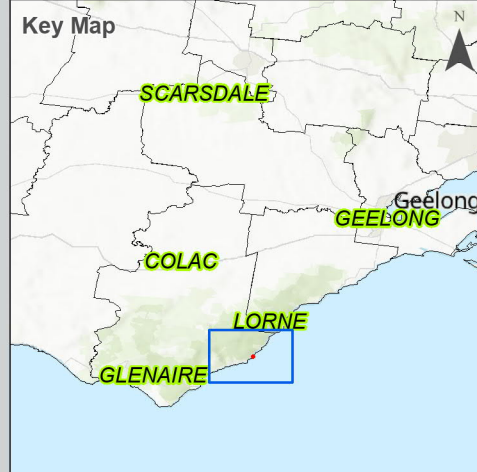 Key Map
N
SCARSDALE
Geelong
GEELONG
COLAC
LORNE
GLENAIRE